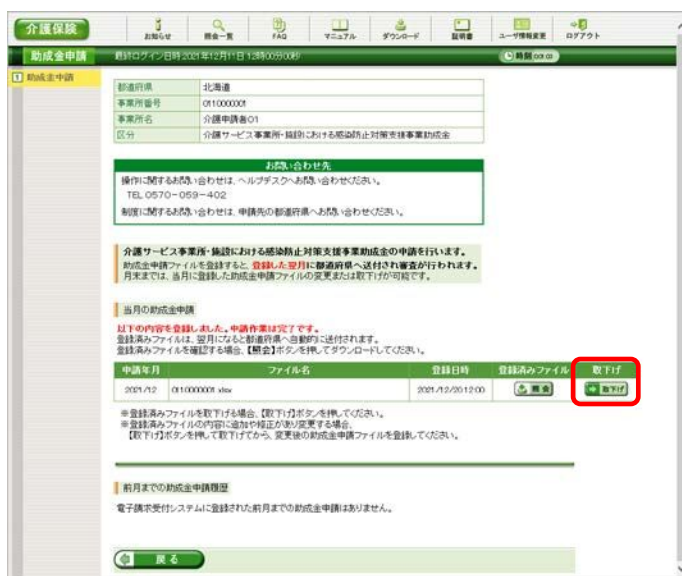 介護保険
お知らせ 照会一覧 FAQ マニュアル ダウンロード 証明書 ユーザ情報変更 ログアウト
助成金申請
最終ログイン日時 2021年12月11日 12時00分00秒
時刻
1 助成金申請
都道府県 北海道
事業所番号 0110000001
事業所名 介護申請者01
区分 介護サービス事業所・施設における感染防止対策支援事業助成金
お問い合わせ先
操作に関するお問い合わせは、ヘルプデスクへお問い合わせください。
TEL 0570-059-402
制度に関するお問い合わせは、申請先の都道府県へお問い合わせください。
介護サービス事業所・施設における感染防止対策支援事業助成金の申請を行います。
助成金申請ファイルを登録すると、登録した翌月に都道府県へ送付され審査が行われます。
月末までは、当月に登録した助成金申請ファイルの変更または取下げが可能です。
当月の助成金申請
以下の内容を登録しました。申請作業は完了です。
登録済みファイルは、翌月になると都道府県へ自動的に送付されます。
登録済みファイルを確認する場合、【照会】ボタンを押してダウンロードしてください。
申請年月 ファイル名 登録日時 登録済みファイル 取下げ
2021/12 0110000001.xlsx 2021/12/20 12:00 照会 取下げ
※登録済みファイルを取下げる場合、【取下げ】ボタンを押してください。
※登録済みファイルの内容に追加や修正があり変更する場合、
【取下げ】ボタンを押して取下げてから、変更後の助成金申請ファイルを登録してください。
前月までの助成金申請履歴
電子請求受付システムに登録された前月までの助成金申請はありません。
戻る